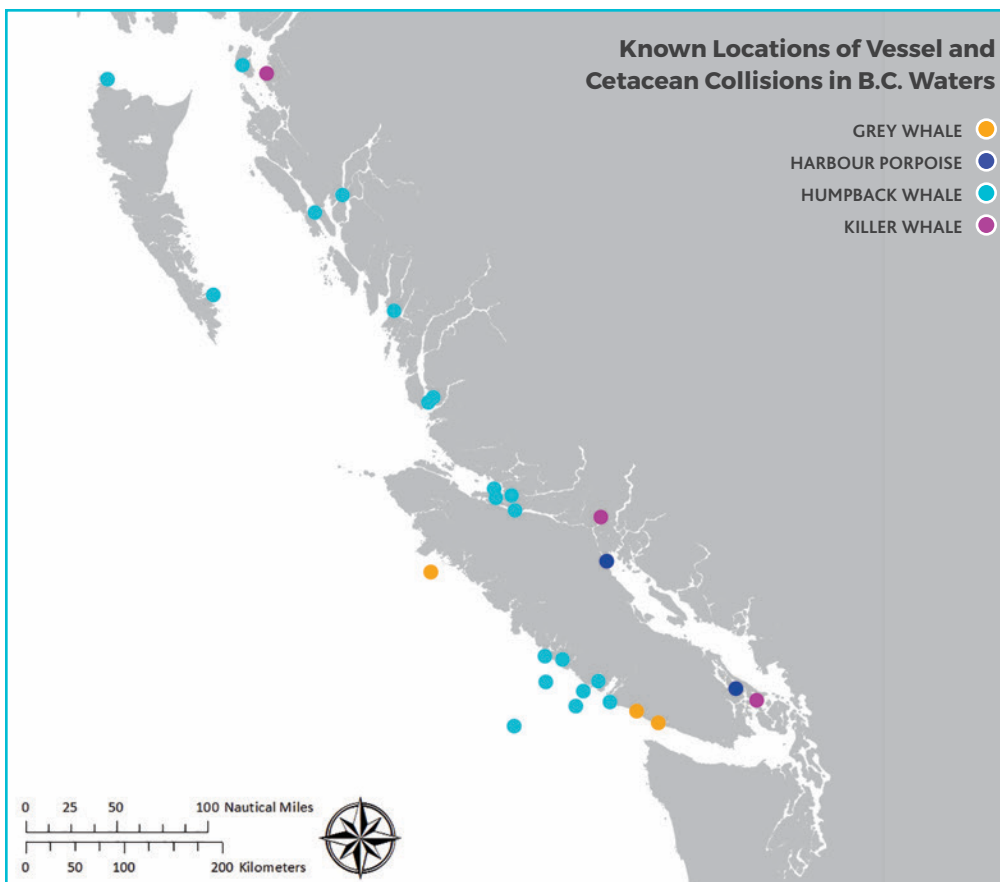 Known Locations of Vessel and
Cetacean Collisions in B.C. Waters
GREY WHALE
HARBOUR PORPOISE
HUMPBACK WHALE
KILLER WHALE
0 25 50 100 Nautical Miles
0 50 100 200 Kilometers